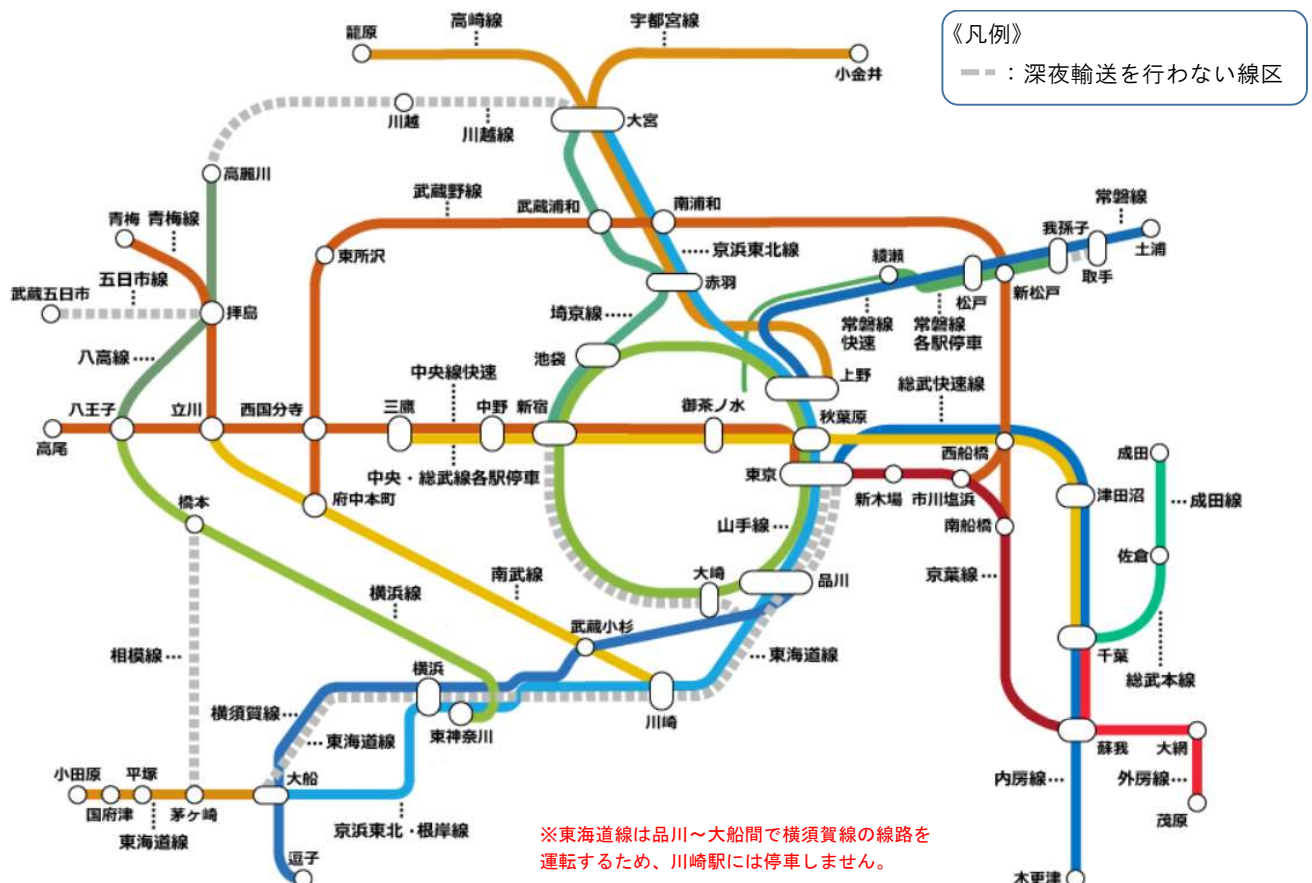 《凡例》
：深夜輸送を行わない線区
高崎線
宇都宮線
籠原
小金井
川越
川越線
大宮
高麗川
武蔵野線
武蔵浦和
南浦和
常磐線
我孫子
土浦
取手
青梅
青梅線
東所沢
京浜東北線
綾瀬
五日市線
武蔵五日市
拝島
赤羽
松戸
新松戸
埼京線
常磐線
快速
常磐線
各駅停車
八高線
池袋
中央線快速
上野
総武快速線
八王子
立川
西国分寺
三鷹
中野
新宿
御茶ノ水
秋葉原
高尾
中央・総武線各駅停車
東京
西船橋
成田
新木場
市川塩浜
津田沼
成田線
橋本
府中本町
山手線
南船橋
佐倉
南武線
大崎
品川
京葉線
横浜線
武蔵小杉
相模線
横浜
東海道線
千葉
総武本線
横須賀線
東神奈川
川崎
東海道線
蘇我
大網
小田原
平塚
大船
内房線
外房線
国府津
茅ヶ崎
東海道線
京浜東北・根岸線
茂原
※東海道線は品川～大船間で横須賀線の線路を
運転するため、川崎駅には停車しません。
逗子
木更津